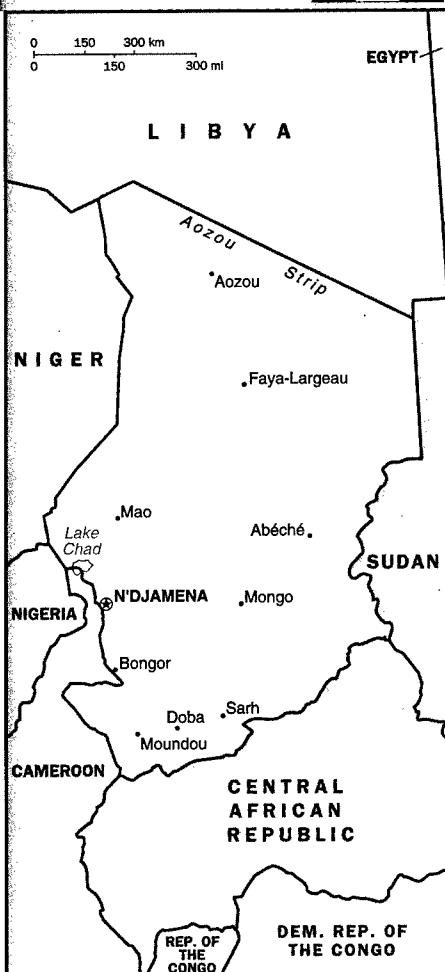 0 150 300 km
0 150 300 mi
EGYPT
LIBYA
Aozou Strip
Aozou
NIGER
Faya-Largeau
Mao
Lake
Chad
Abéché
SUDAN
N'DJAMENA
Mongo
NIGERIA
Bongor
Sarh
Doba
Moundou
CAMEROON
CENTRAL
AFRICAN
REPUBLIC
REP. OF
THE
CONGO
DEM. REP. OF
THE CONGO